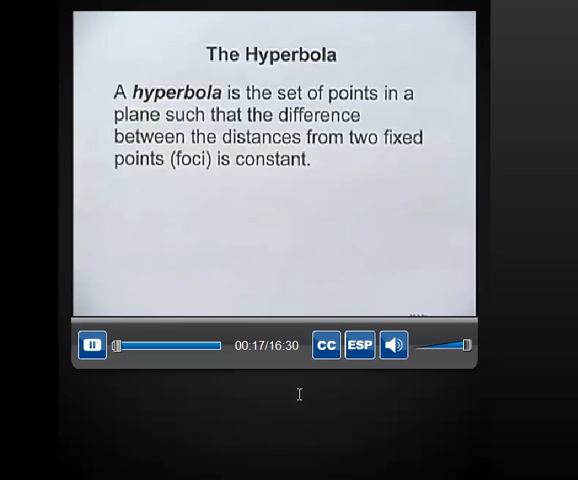 The Hyperbola
A hyperbola is the set of points in a
plane such that the difference
between the distances from two fixed
points (foci) is constant.
00:17/16:30 CC ESP